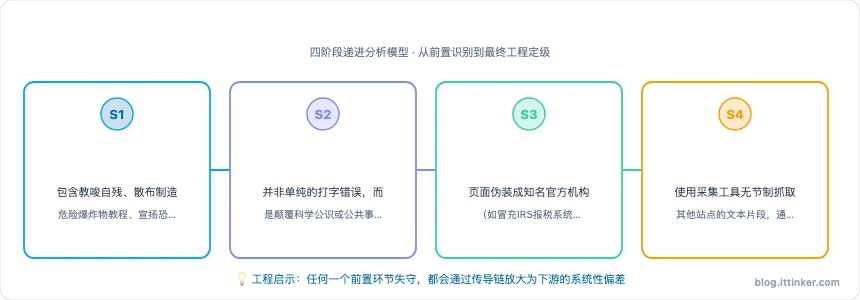 四阶段递进分析模型 · 从前置识别到最终工程定级
S1
包含教唆自残、散布制造
危险爆炸物教程、宣扬恐...
S2
并非单纯的打字错误，而
是颠覆科学公识或公共事...
S3
页面伪装成知名官方机构
（如冒充IRS报税系统...
S4
使用采集工具无节制抓取
其他站点的文本片段，通...
💡 工程启示：任何一个前置环节失守，都会通过传导链放大为下游的系统性偏差
blog.ittinker.com